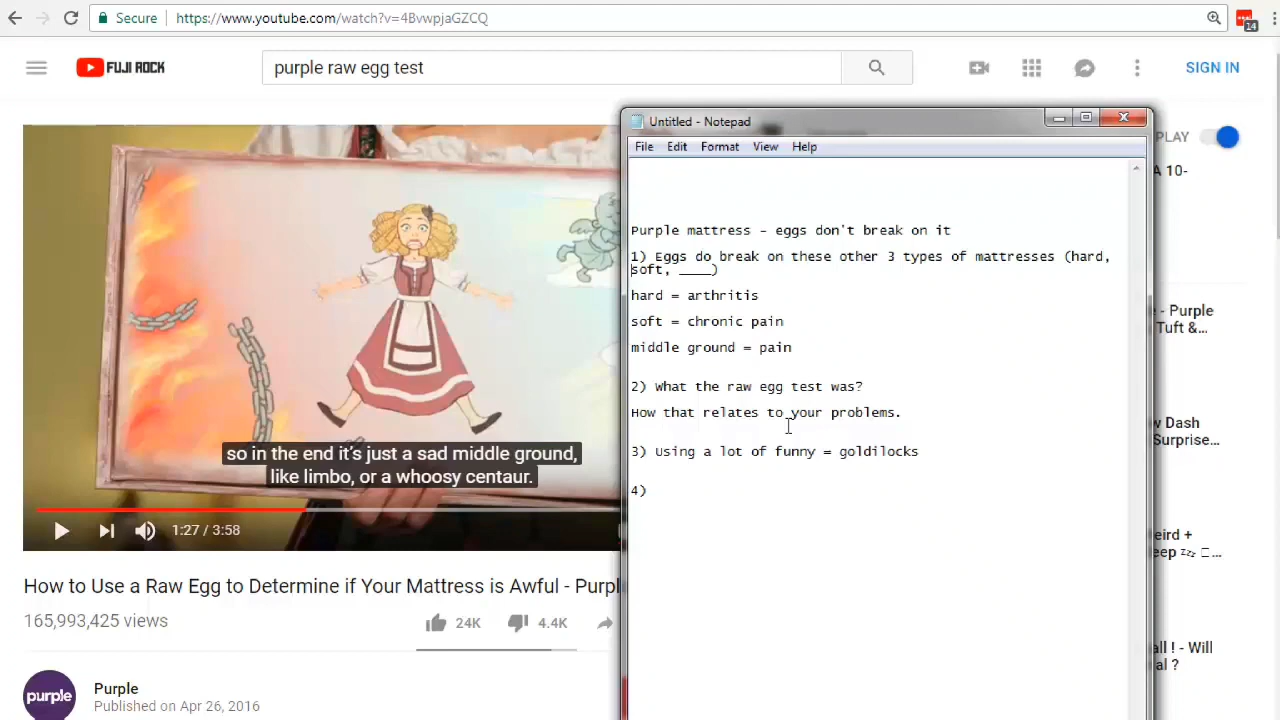 Secure
https://www.youtube.com/watch?v=4BvwpjaGZCQ
14
FUJI ROCK
purple raw egg test
SIGN IN
Untitled - Notepad
File Edit Format View Help
Purple mattress - eggs don't break on it
1) Eggs do break on these other 3 types of mattresses (hard,
soft, ____)
hard = arthritis
soft = chronic pain
middle ground = pain
2) What the raw egg test was?
How that relates to your problems.
3) Using a lot of funny = goldilocks
4)
so in the end it's just a sad middle ground,
like limbo, or a whoosy centaur.
1:27 / 3:58
How to Use a Raw Egg to Determine if Your Mattress is Awful - Purpl
165,993,425 views
24K
4.4K
purple
Purple
Published on Apr 26, 2016
PLAY
A 10-
e - Purple
Tuft &...
w Dash
Surprise...
eird +
eep zzz
all ! - Will
al ?